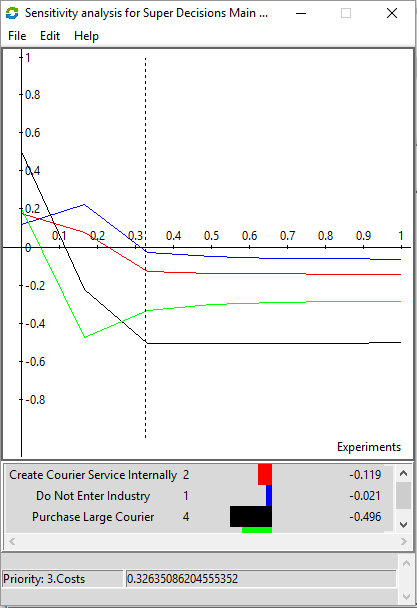 Sensitivity analysis for Super Decisions Main ...
File Edit Help
1
0.8
0.6
0.4
0.2
0.1 0.2 0.3 0.4 0.5 0.6 0.7 0.8 0.9 1
0
-0.2
-0.4
-0.6
-0.8
Experiments
Create Courier Service Internally 2 -0.119
Do Not Enter Industry 1 -0.021
Purchase Large Courier 4 -0.496
Priority: 3.Costs 0.32635086204555352